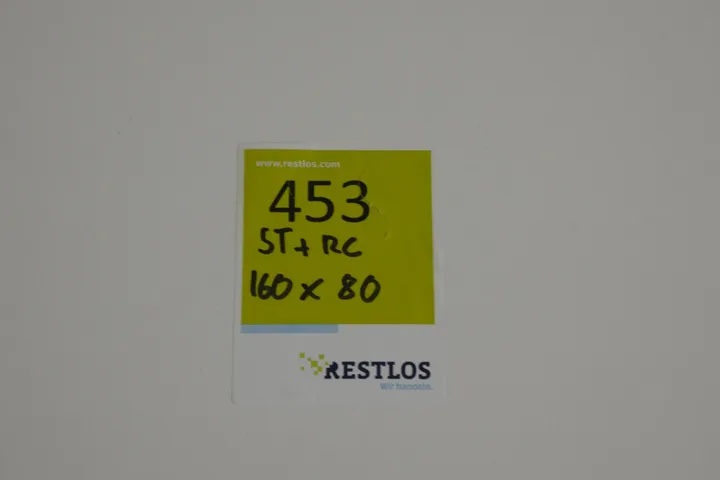 www.restlos.com
453
ST + RC
160 x 80
RESTLOS
Wir handeln.